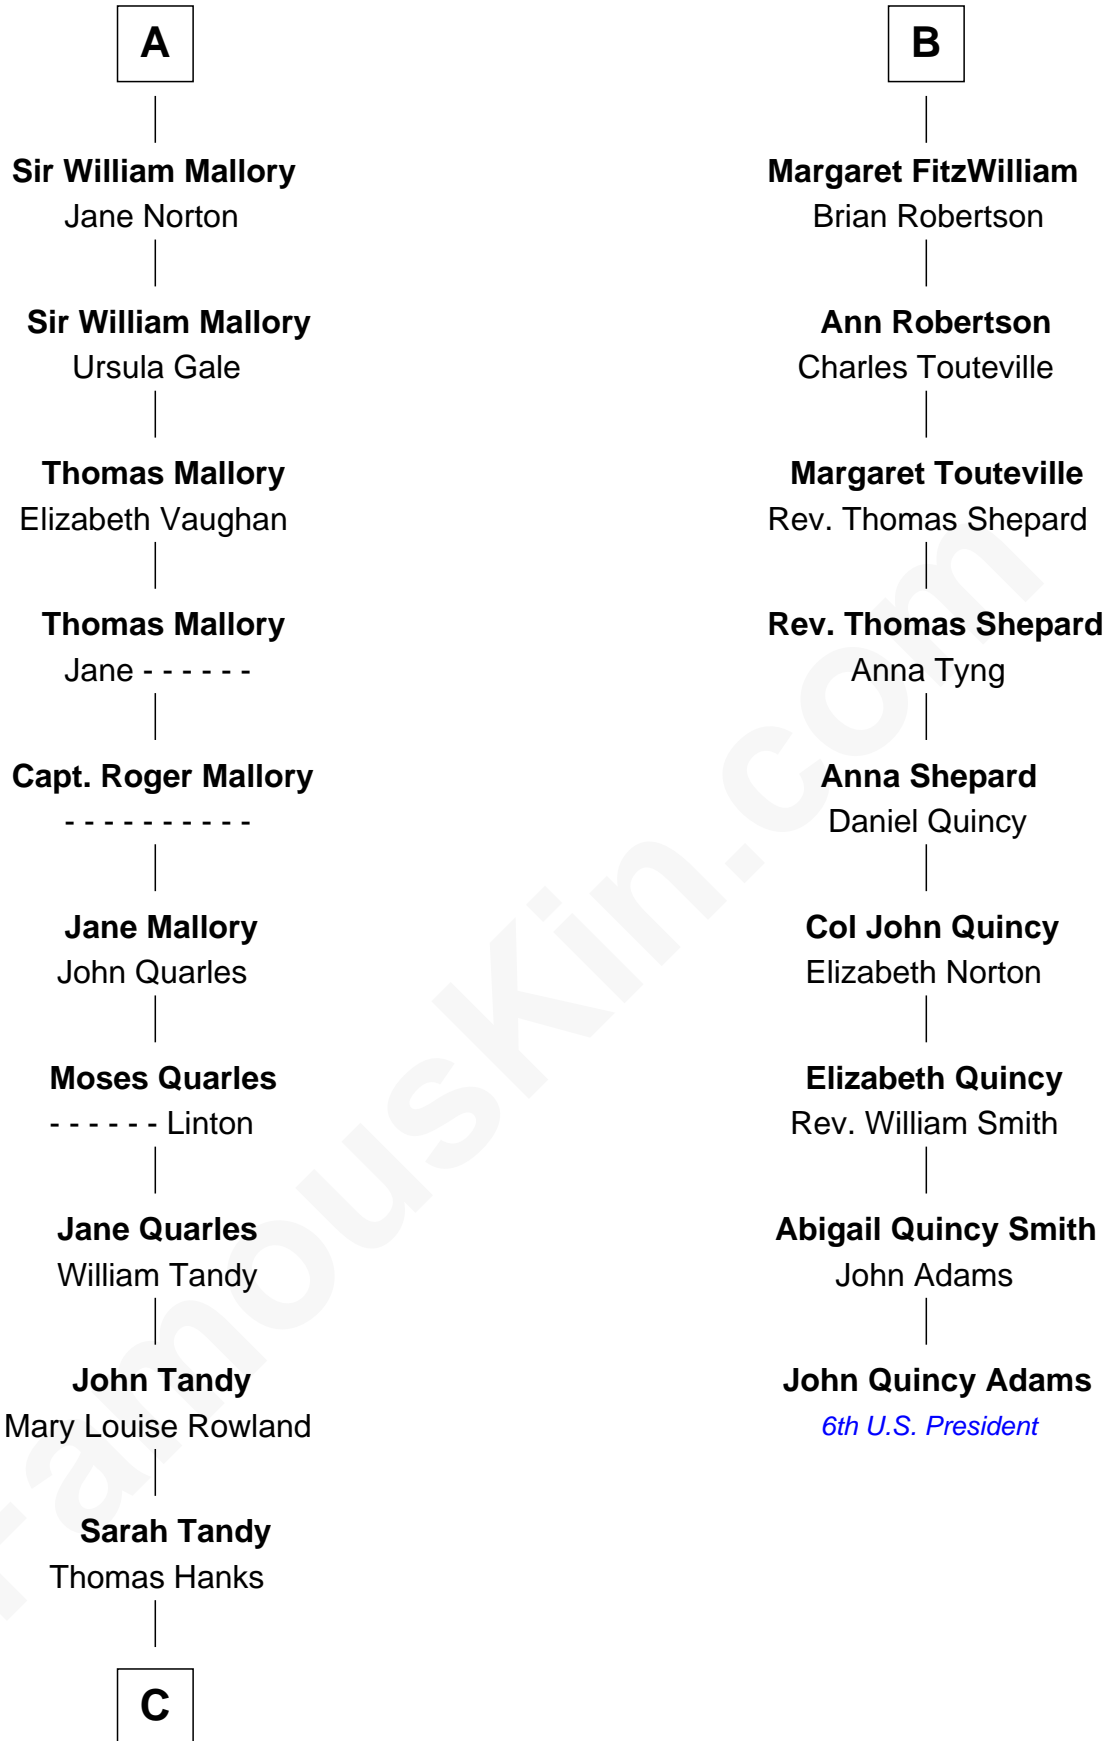 A
Sir William Mallory
Jane Norton
Sir William Mallory
Ursula Gale
Thomas Mallory
Elizabeth Vaughan
Thomas Mallory
Jane - - - - - -
Capt. Roger Mallory
- - - - - - - - - -
Jane Mallory
John Quarles
Moses Quarles
- - - - - - Linton
Jane Quarles
William Tandy
John Tandy
Mary Louise Rowland
Sarah Tandy
Thomas Hanks
C
B
Margaret FitzWilliam
Brian Robertson
Ann Robertson
Charles Touteville
Margaret Touteville
Rev. Thomas Shepard
Rev. Thomas Shepard
Anna Tyng
Anna Shepard
Daniel Quincy
Col John Quincy
Elizabeth Norton
Elizabeth Quincy
Rev. William Smith
Abigail Quincy Smith
John Adams
John Quincy Adams
6th U.S. President
FamousKin.com